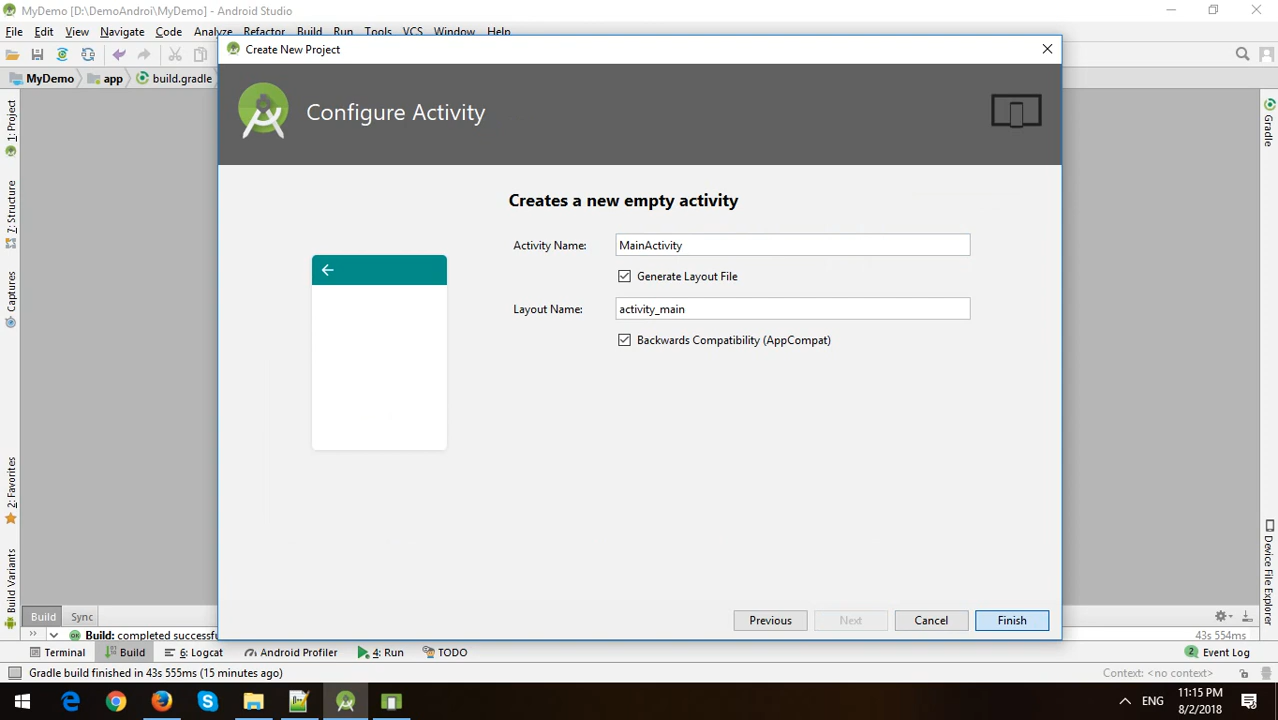 MyDemo [D:\DemoAndroi\MyDemo] - Android Studio
File Edit View Navigate Code Analyze Refactor Build Run Tools VCS Window Help
Create New Project
MyDemo app build.gradle
Configure Activity
1: Project
7: Structure
Captures
2: Favorites
Build Variants
Gradle
Device File Explorer
Creates a new empty activity
Activity Name: MainActivity
Generate Layout File
Layout Name: activity_main
Backwards Compatibility (AppCompat)
Previous Next Cancel Finish
Build Sync
Build: completed successfu
43s 554ms
Terminal Build 6: Logcat Android Profiler 4: Run TODO 2 Event Log
Gradle build finished in 43s 555ms (15 minutes ago) Context: <no context>
ENG
11:15 PM
8/2/2018